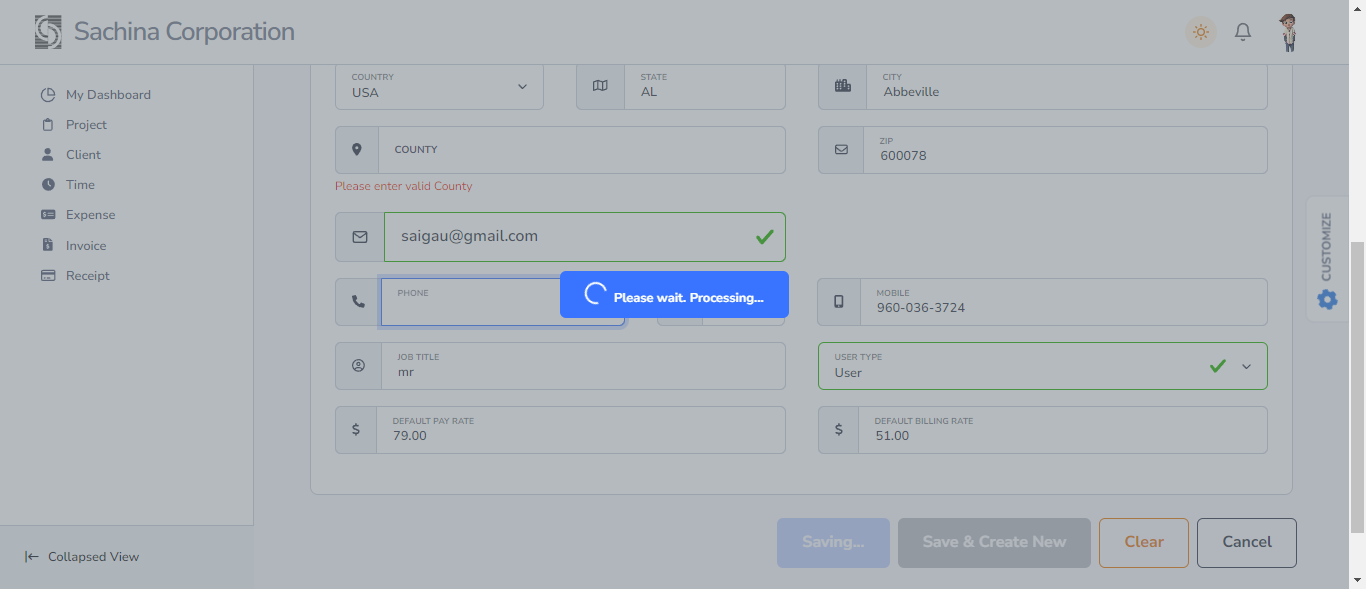 Sachina Corporation
My Dashboard
Project
Client
Time
Expense
Invoice
Receipt
Collapsed View
COUNTRY
USA
STATE
AL
CITY
Abbeville
COUNTY
ZIP
600078
Please enter valid County
saigau@gmail.com
PHONE
Please wait. Processing...
MOBILE
960-036-3724
JOB TITLE
mr
USER TYPE
User
DEFAULT PAY RATE
79.00
DEFAULT BILLING RATE
51.00
Saving...
Save & Create New
Clear
Cancel
CUSTOMIZE